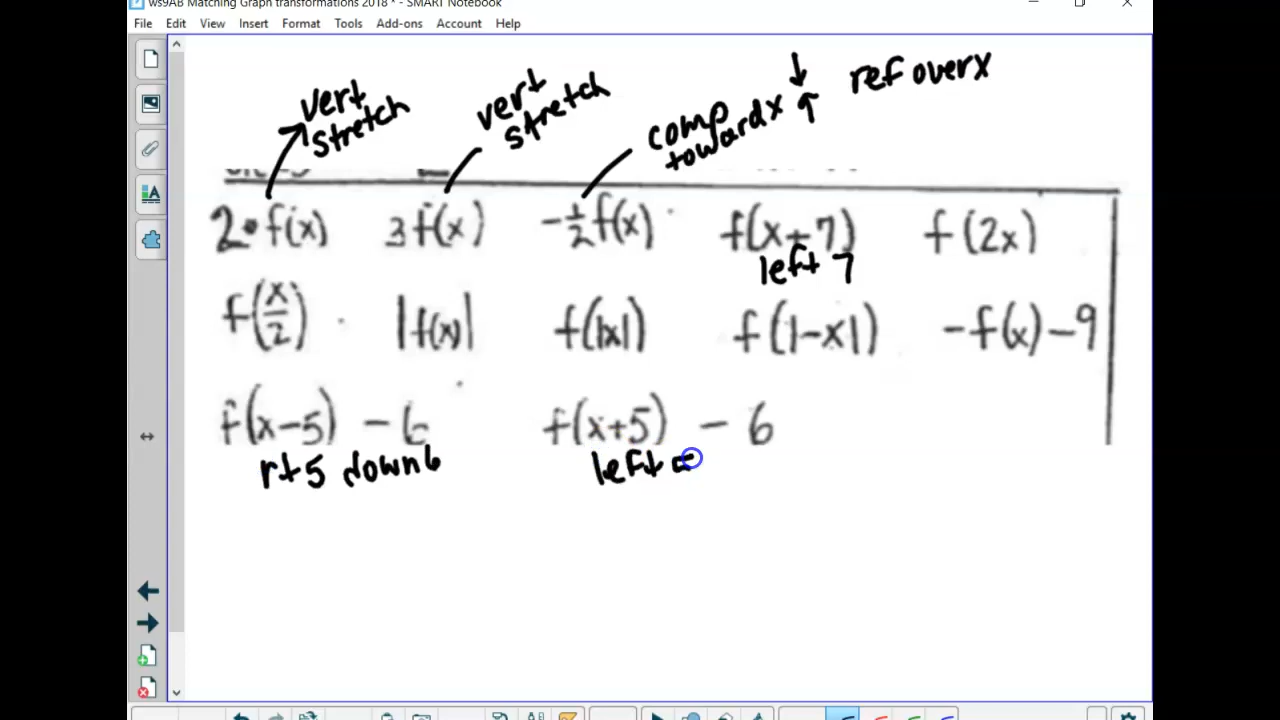 ws9AB Matching Graph transformations 2018 * - SMART Notebook
File Edit View Insert Format Tools Add-ons Account Help
vert stretch
vert stretch
comp toward x ↓ ↑
ref over x
2•f(x) 3f(x) -½f(x) f(x+7) f(2x)
left 7
f(x/2) |f(x)| f(|x|) f(|-x|) -f(x)-9
f(x-5) -6 f(x+5) - 6
rt 5 down 6 left